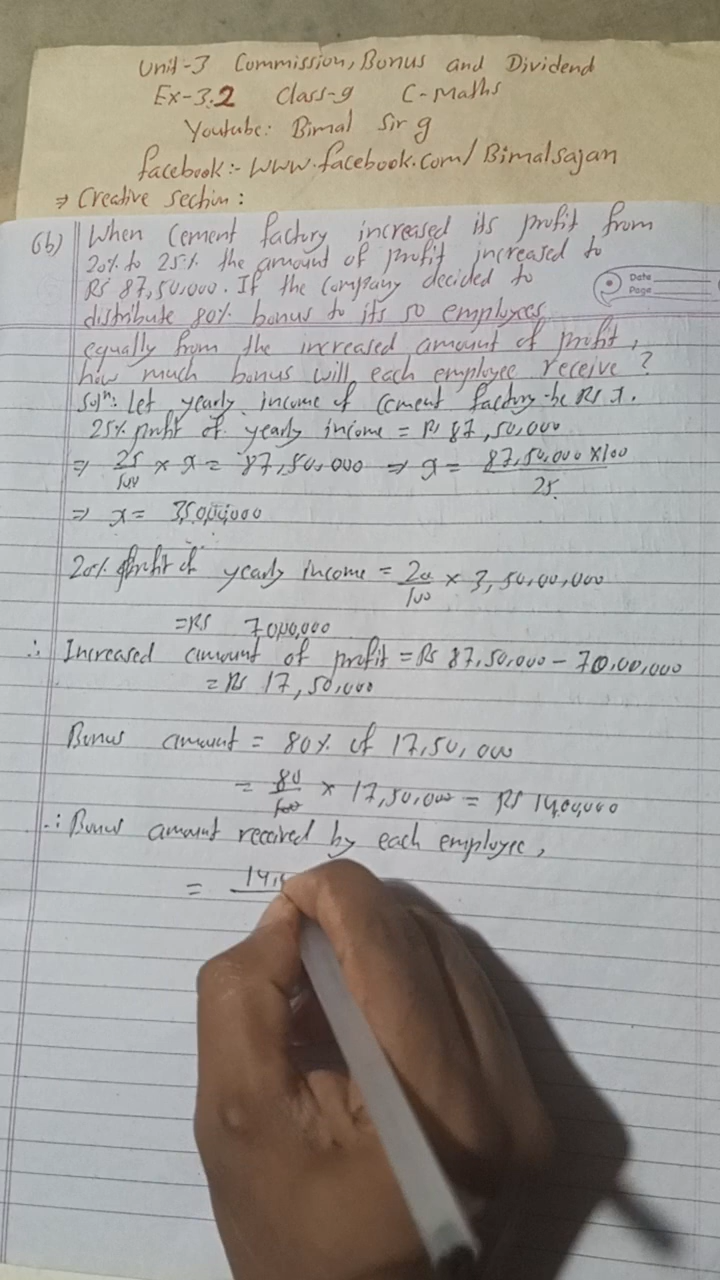 Unit-3 Commission, Bonus and Dividend
Ex-3.2 Class-9 C-Maths
Youtube: Bimal Sir g
facebook:- www.facebook.com/Bimalsajan
⇒ Creative Section:
6b) When Cement factory increased its profit from
20% to 25% the amount of profit increased to
Rs 87,50,000. If the Company decided to
Date
Page
distribute 80% bonus to its 50 employees
equally from the increased amount of profit,
how much bonus will each employee receive?
Solⁿ: Let yearly income of Cement factory be Rs x.
25% profit of yearly income = Rs 87,50,000
⇒ 25/100 × x = 87,50,000 ⇒ x = 87,50,000 × 100/25
⇒ x = 3,50,00,000
20% profit of yearly income = 20/100 × 3,50,00,000
= Rs 70,00,000
∴ Increased amount of profit = Rs 87,50,000 - 70,00,000
= Rs 17,50,000
Bonus amount = 80% of 17,50,000
= 80/100 × 17,50,000 = Rs 14,00,000
∴ Bonus amount received by each employee,
= 14,